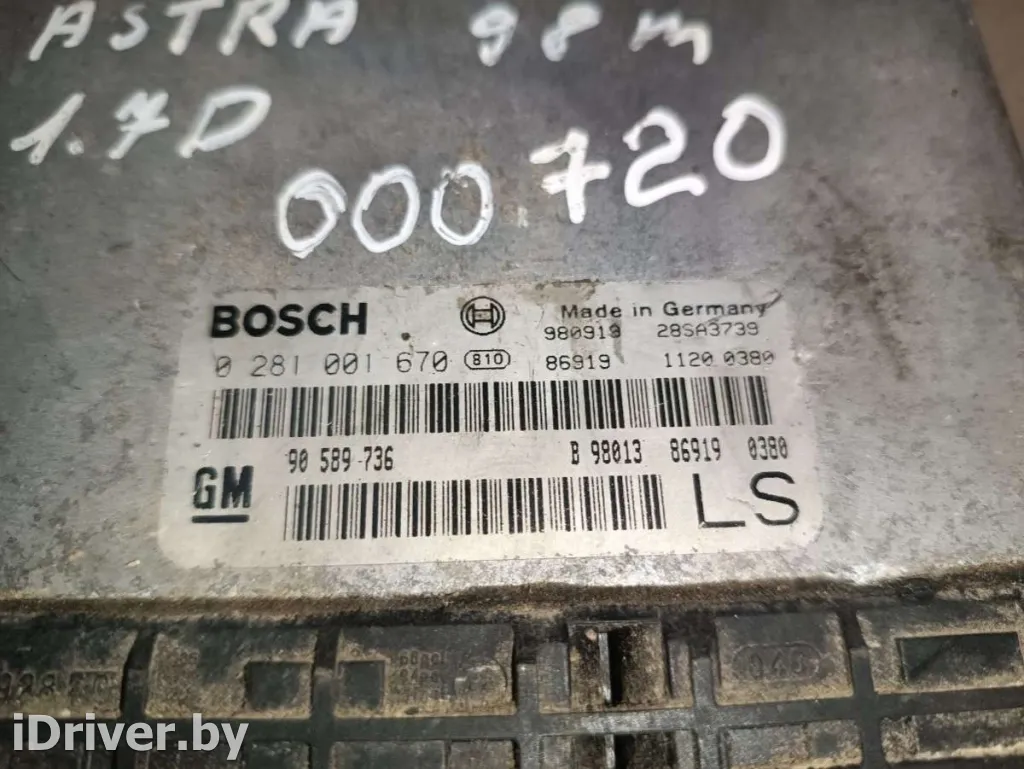 ASTRA 98m
1.7D
000720
BOSCH Made in Germany
980913 28SA3739
0 281 001 670 810 86919 1120 0380
90 589 736 B 98013 86919 0380
GM LS
iDriver.by